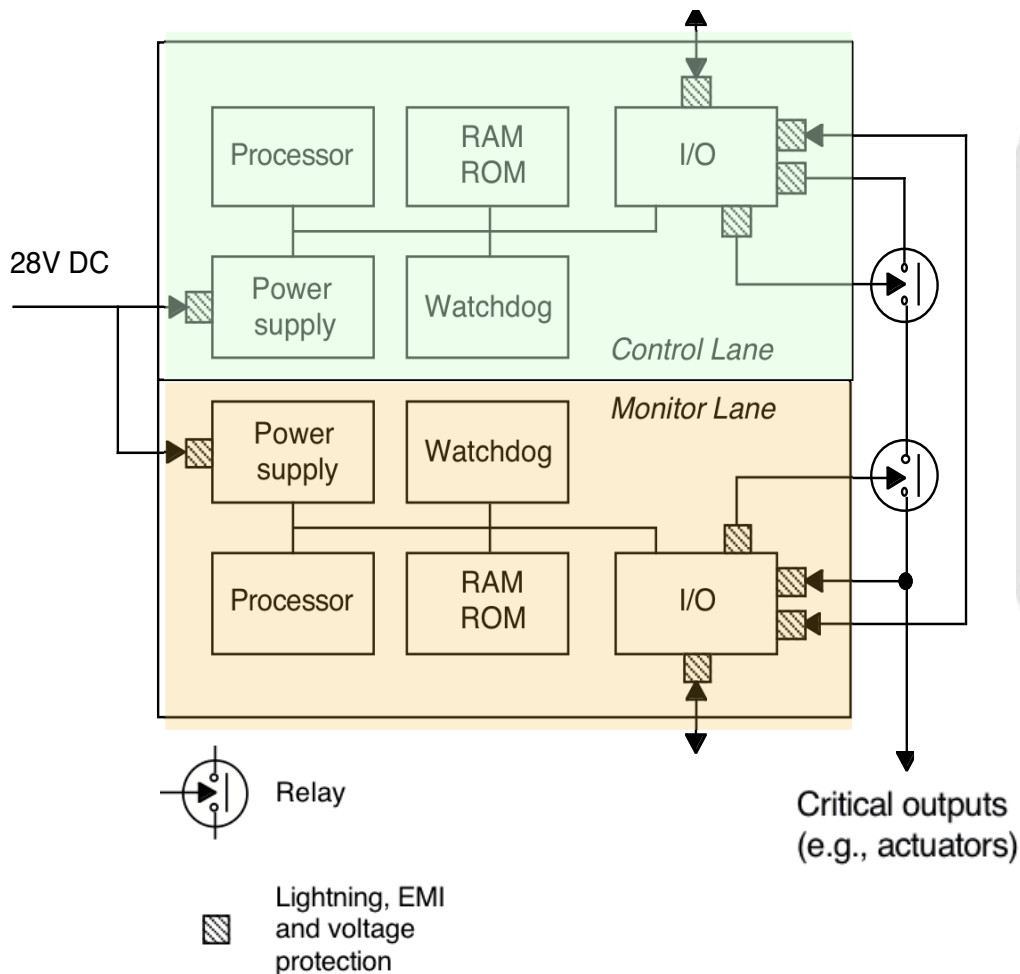 Processor
RAM
ROM
I/O
28V DC
Power
supply
Watchdog
Control Lane
Monitor Lane
Power
supply
Watchdog
Processor
RAM
ROM
I/O
Relay
Critical outputs
(e.g., actuators)
Lightning, EMI
and voltage
protection